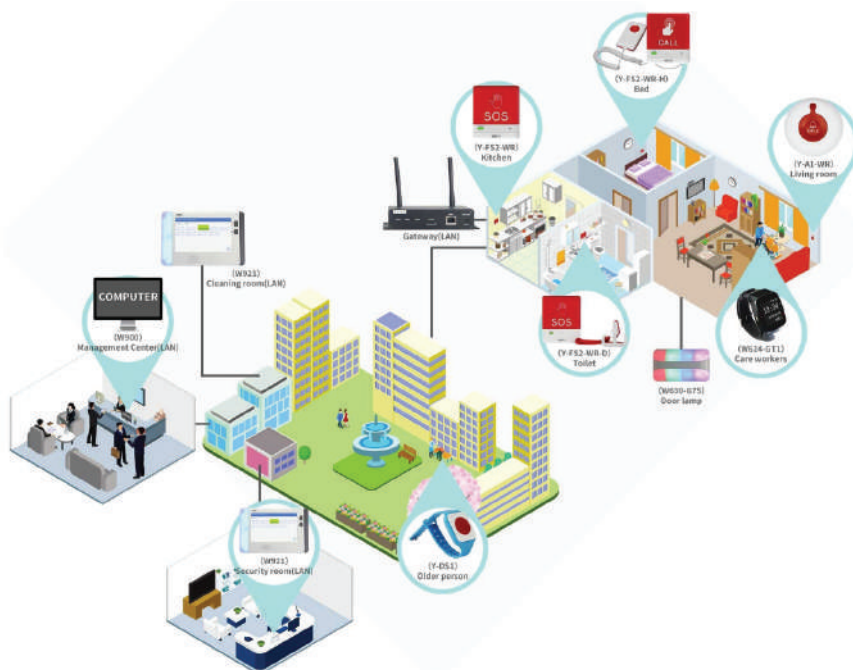 CALL
(Y-FS2-WR-H)
Bed
SOS
(Y-FS2-WR)
Kitchen
(Y-A1-WR)
Living room
Gateway(LAN)
(W921)
Cleaning room(LAN)
COMPUTER
(W900)
Management Center(LAN)
SOS
(Y-FS2-WR-D)
Toilet
(W634-GT1)
Care workers
Door lamp
(W921)
Security room(LAN)
(Y-DS1)
Older person